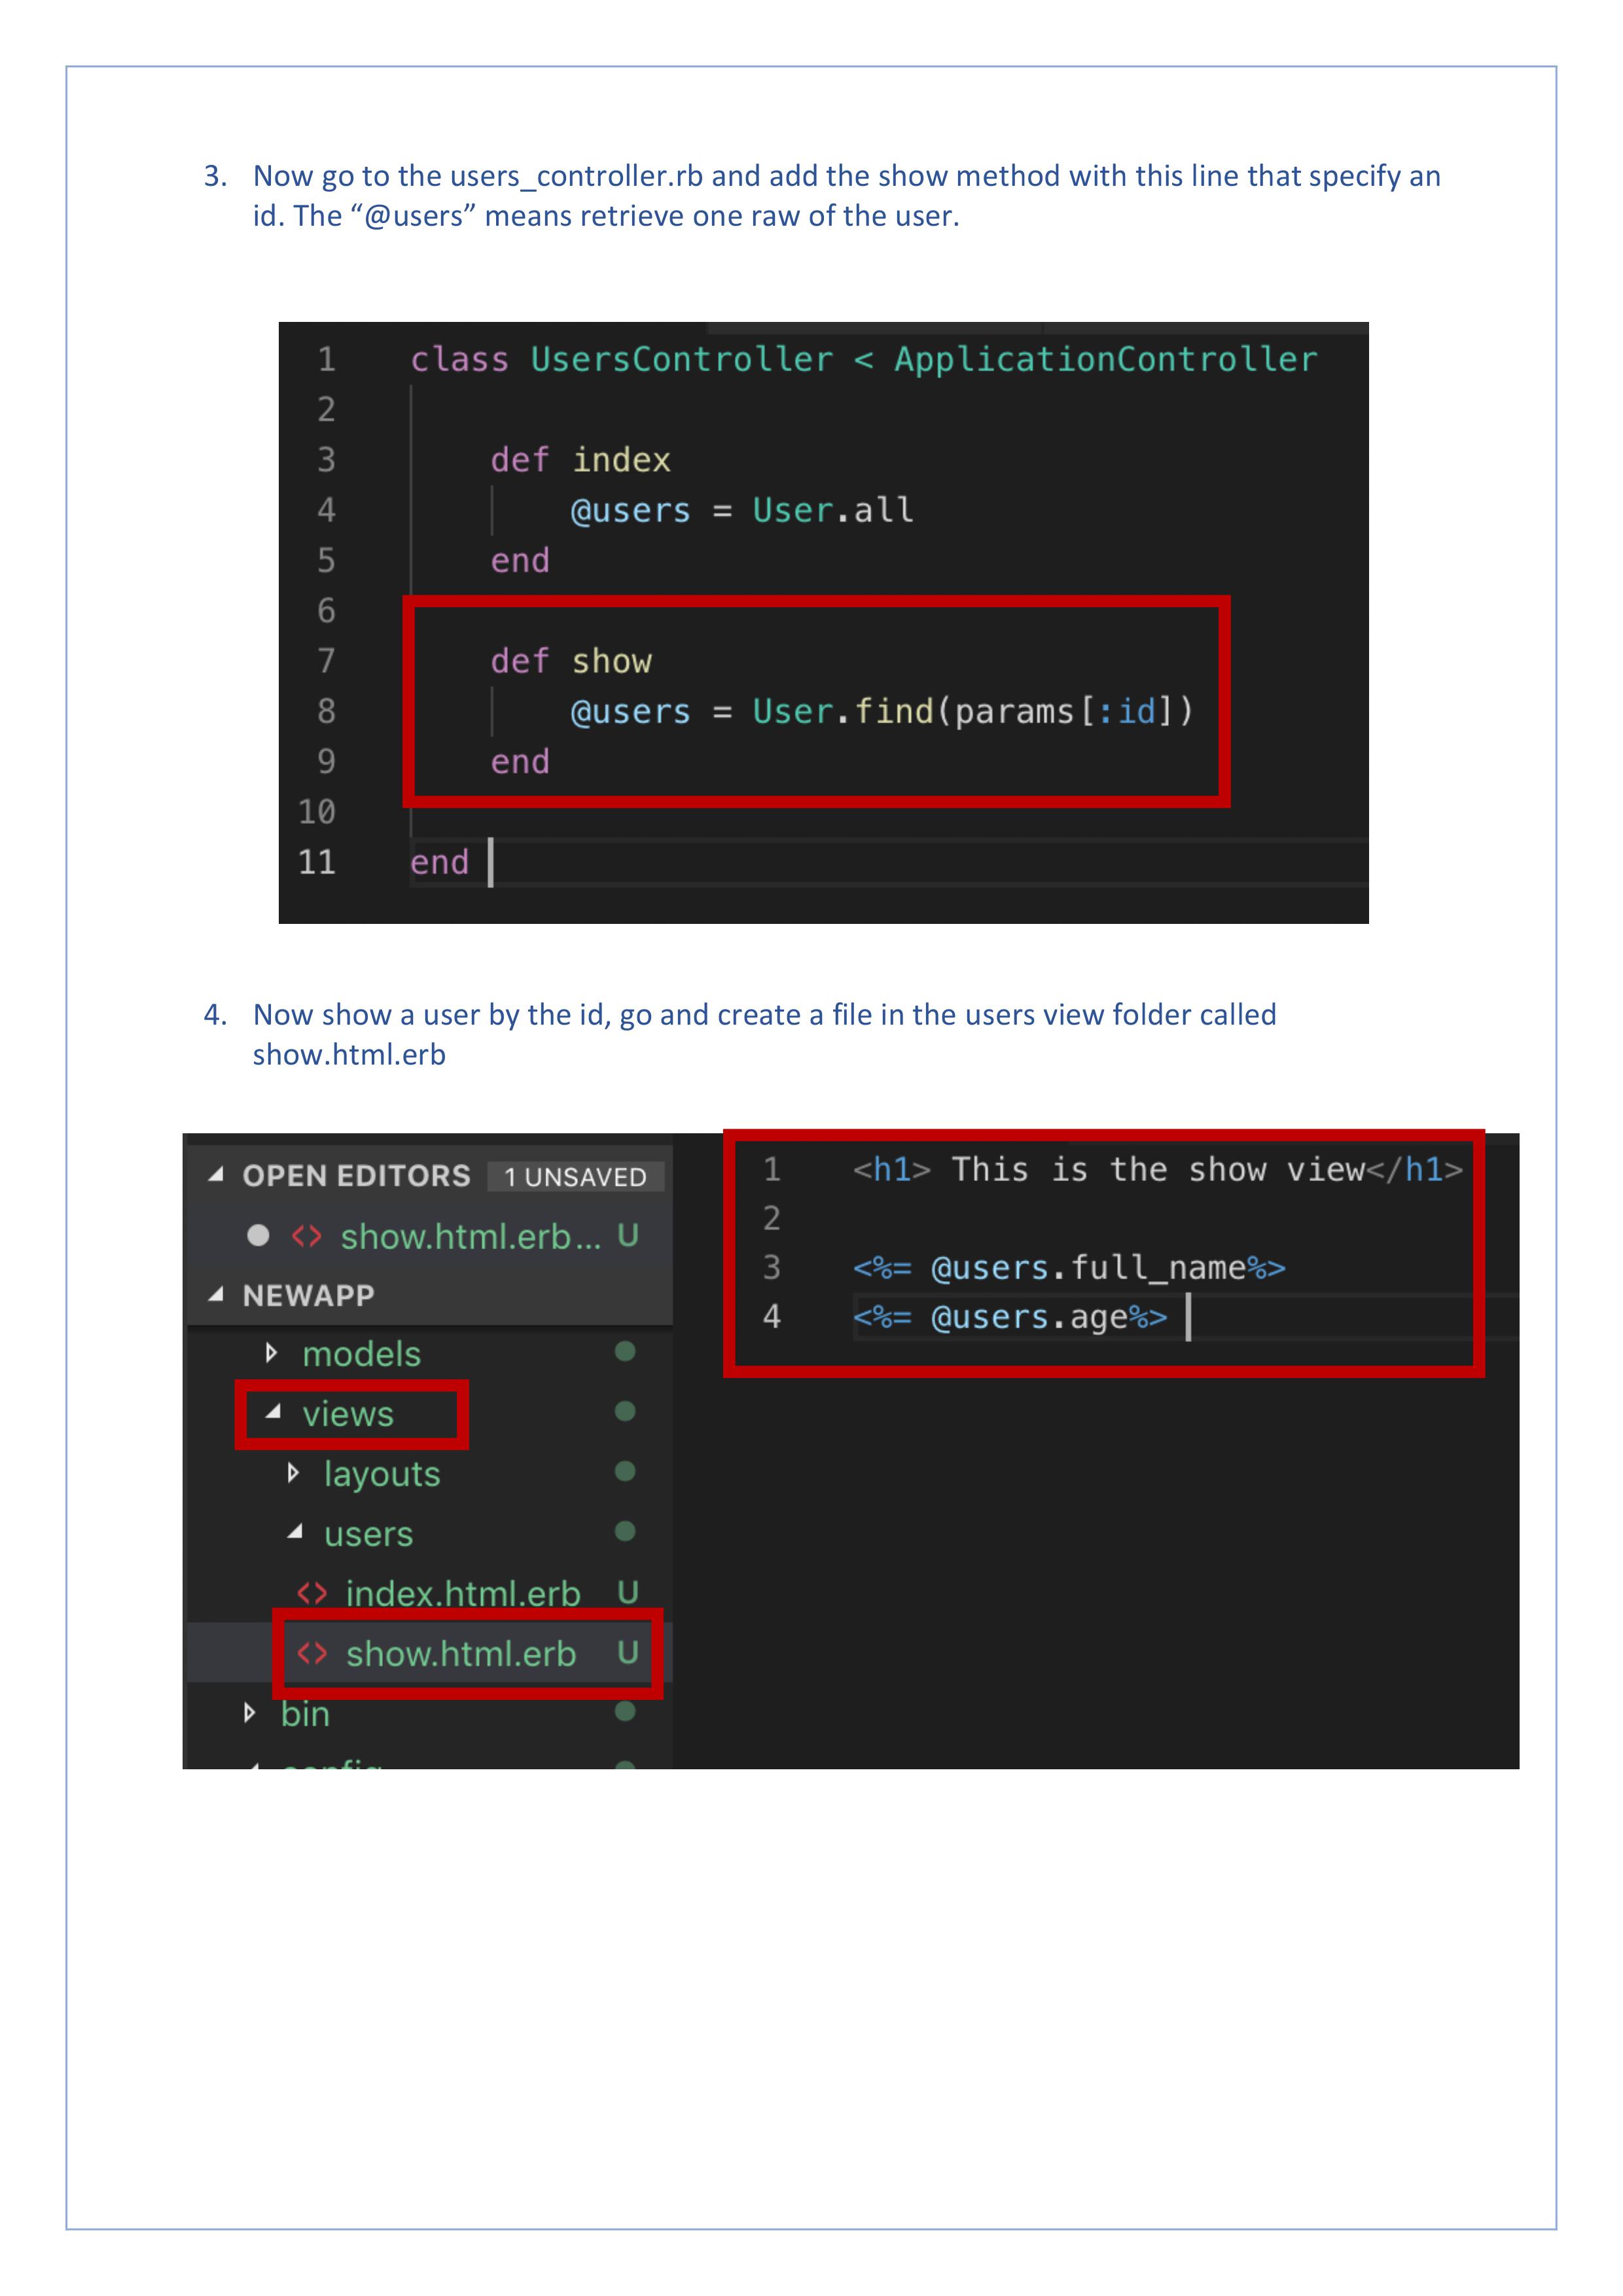 3. Now go to the users_controller.rb and add the show method with this line that specify an
id. The “@users” means retrieve one raw of the user.
1 class UsersController < ApplicationController
2
3 def index
4 @users = User.all
5 end
6
7 def show
8 @users = User.find(params[:id])
9 end
10
11 end
4. Now show a user by the id, go and create a file in the users view folder called
show.html.erb
OPEN EDITORS 1 UNSAVED
<> show.html.erb... U
NEWAPP
models
views
layouts
users
<> index.html.erb U
<> show.html.erb U
bin
config
1 <h1> This is the show view</h1>
2
3 <%= @users.full_name%>
4 <%= @users.age%>